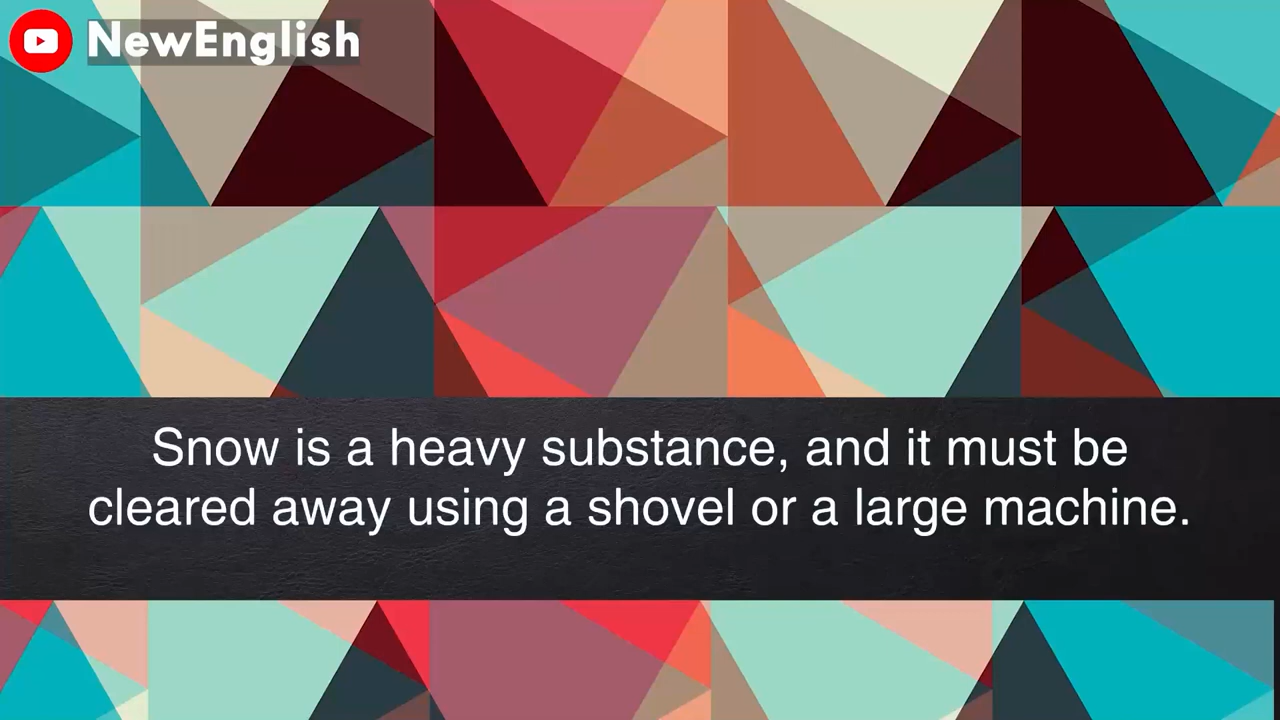 NewEnglish
Snow is a heavy substance, and it must be
cleared away using a shovel or a large machine.